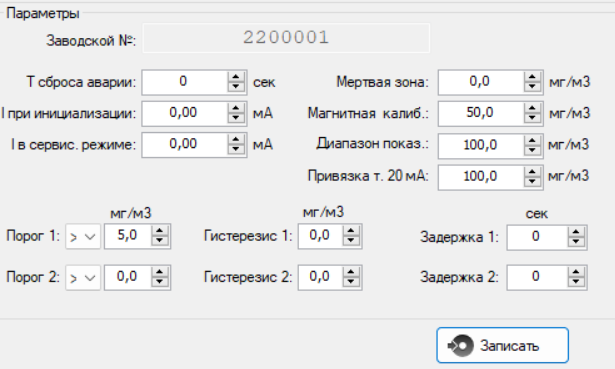 Параметры
Заводской №: 2200001
Т сброса аварии: 0 сек Мертвая зона: 0,0 мг/м3
I при инициализации: 0,00 мА Магнитная калиб.: 50,0 мг/м3
I в сервис. режиме: 0,00 мА Диапазон показ.: 100,0 мг/м3
Привязка т. 20 мА: 100,0 мг/м3
мг/м3 мг/м3 сек
Порог 1: > 5,0 Гистерезис 1: 0,0 Задержка 1: 0
Порог 2: > 0,0 Гистерезис 2: 0,0 Задержка 2: 0
Записать